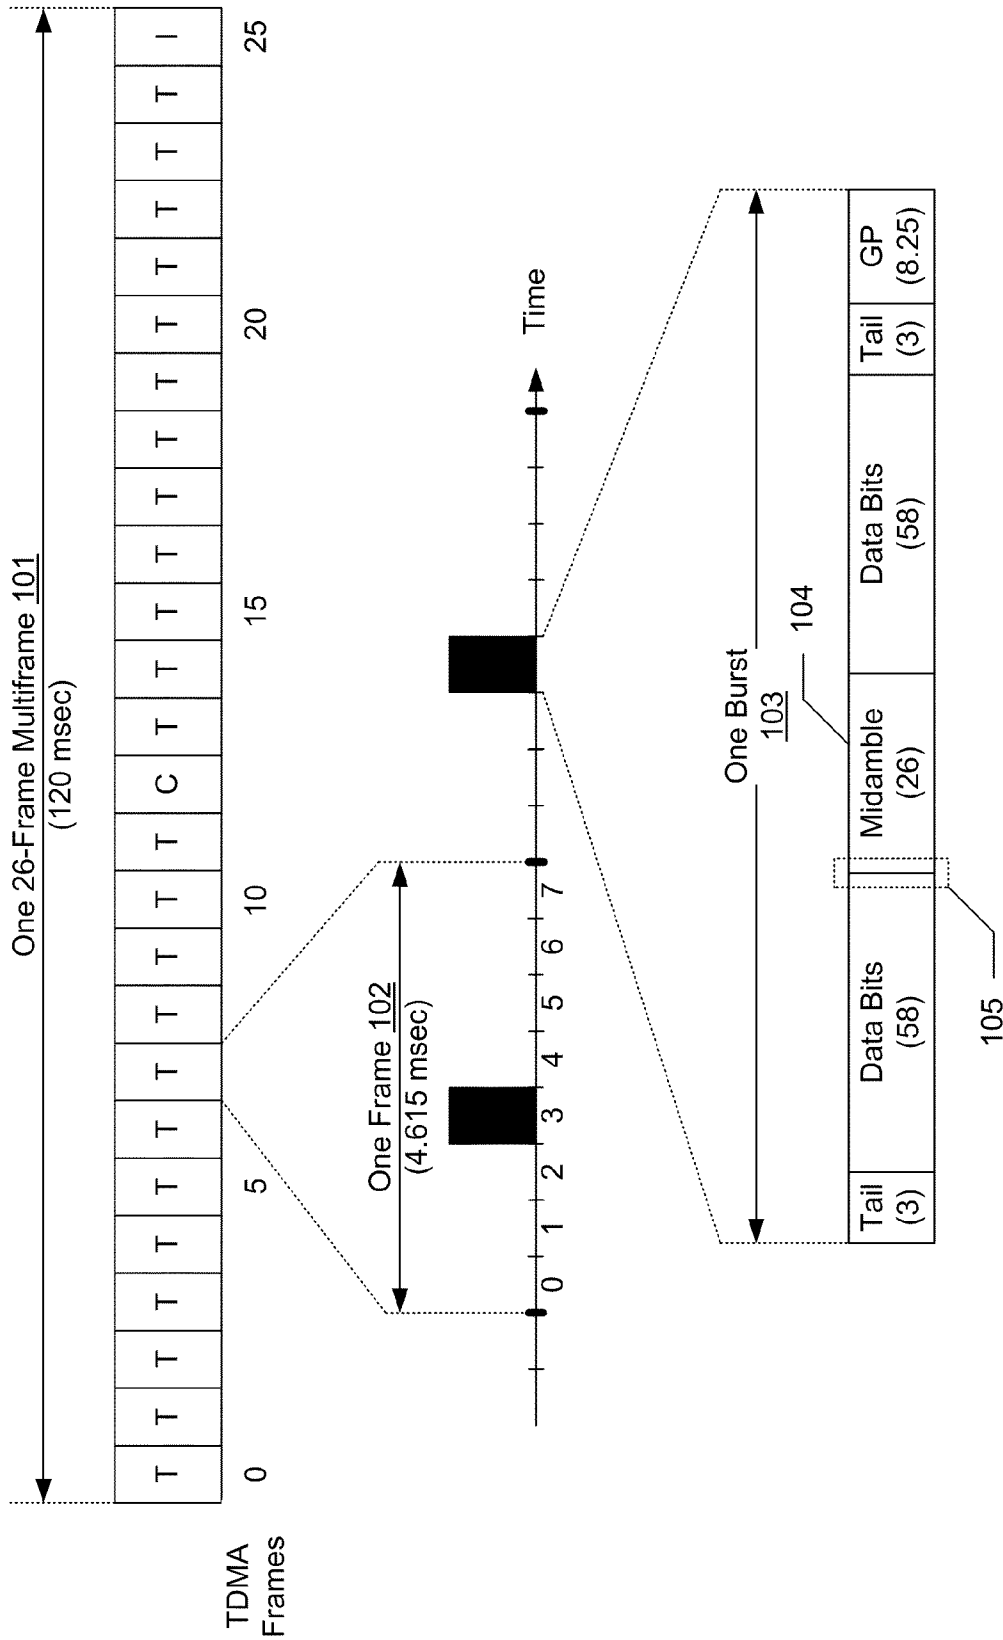 One 26-Frame Multiframe 101
(120 msec)
T T T T T T T T T T T T C T T T T T T T T T T T T I
TDMA
Frames
0 5 10 15 20 25
One Frame 102
(4.615 msec)
0 1 2 3 4 5 6 7
Time
One Burst
103
104
Tail
(3)
Data Bits
(58)
Midamble
(26)
Data Bits
(58)
Tail
(3)
GP
(8.25)
105